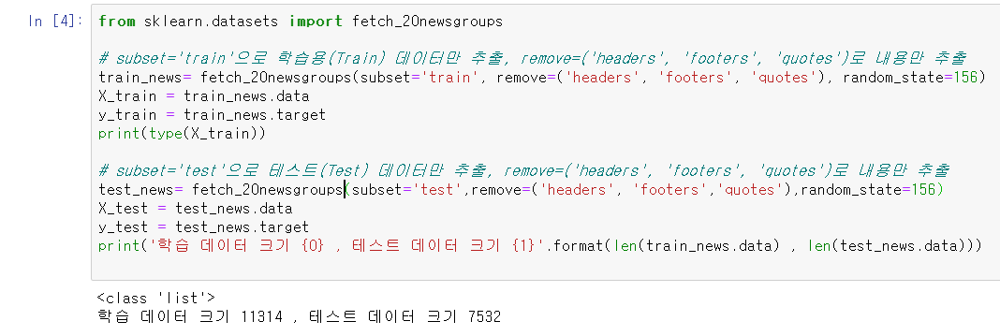 In [4]:
from sklearn.datasets import fetch_20newsgroups
# subset='train'으로 학습용(Train) 데이터만 추출, remove=('headers', 'footers', 'quotes')로 내용만 추출
train_news= fetch_20newsgroups(subset='train', remove=('headers', 'footers', 'quotes'), random_state=156)
X_train = train_news.data
y_train = train_news.target
print(type(X_train))
# subset='test'으로 테스트(Test) 데이터만 추출, remove=('headers', 'footers', 'quotes')로 내용만 추출
test_news= fetch_20newsgroups(subset='test',remove=('headers', 'footers','quotes'),random_state=156)
X_test = test_news.data
y_test = test_news.target
print('학습 데이터 크기 {0} , 테스트 데이터 크기 {1}'.format(len(train_news.data) , len(test_news.data)))
<class 'list'>
학습 데이터 크기 11314 , 테스트 데이터 크기 7532